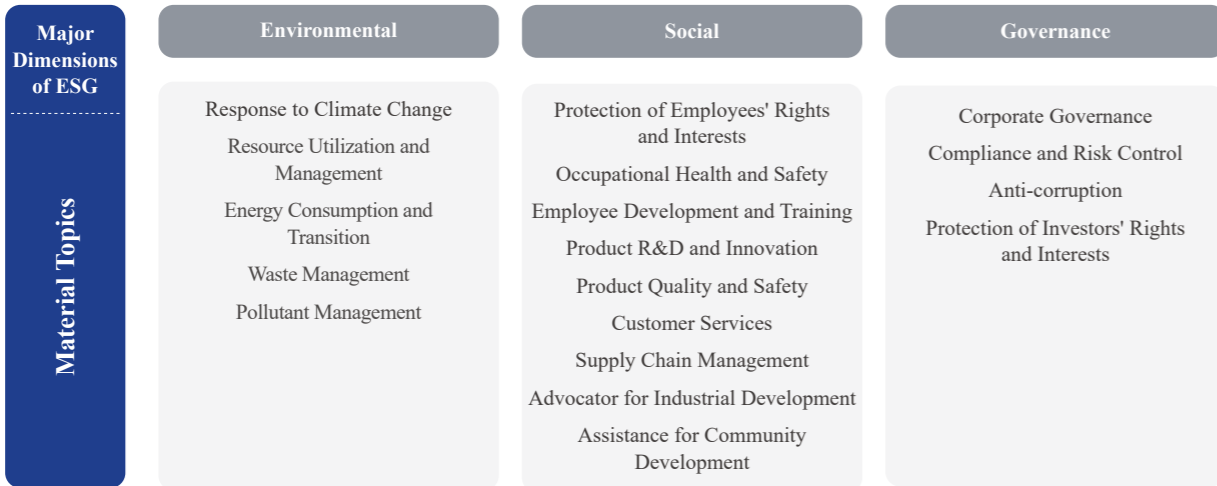 Major
Dimensions
of ESG
Environmental
Social
Governance
Material Topics
Response to Climate Change
Resource Utilization and
Management
Energy Consumption and
Transition
Waste Management
Pollutant Management
Protection of Employees' Rights
and Interests
Occupational Health and Safety
Employee Development and Training
Product R&D and Innovation
Product Quality and Safety
Customer Services
Supply Chain Management
Advocator for Industrial Development
Assistance for Community
Development
Corporate Governance
Compliance and Risk Control
Anti-corruption
Protection of Investors' Rights
and Interests